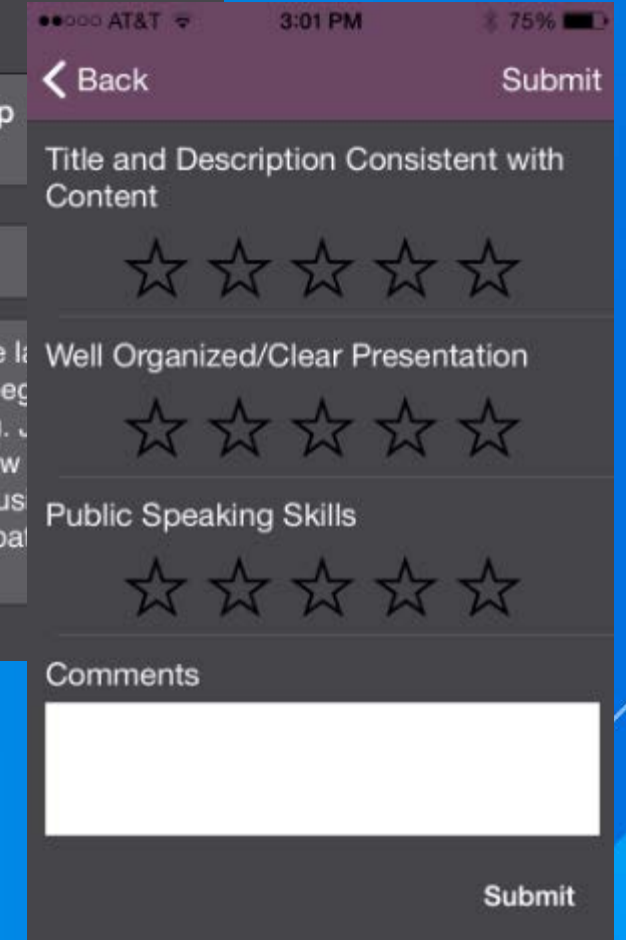 AT&T 3:01 PM 75%
Back Submit
Title and Description Consistent with
Content
Well Organized/Clear Presentation
Public Speaking Skills
Comments
Submit